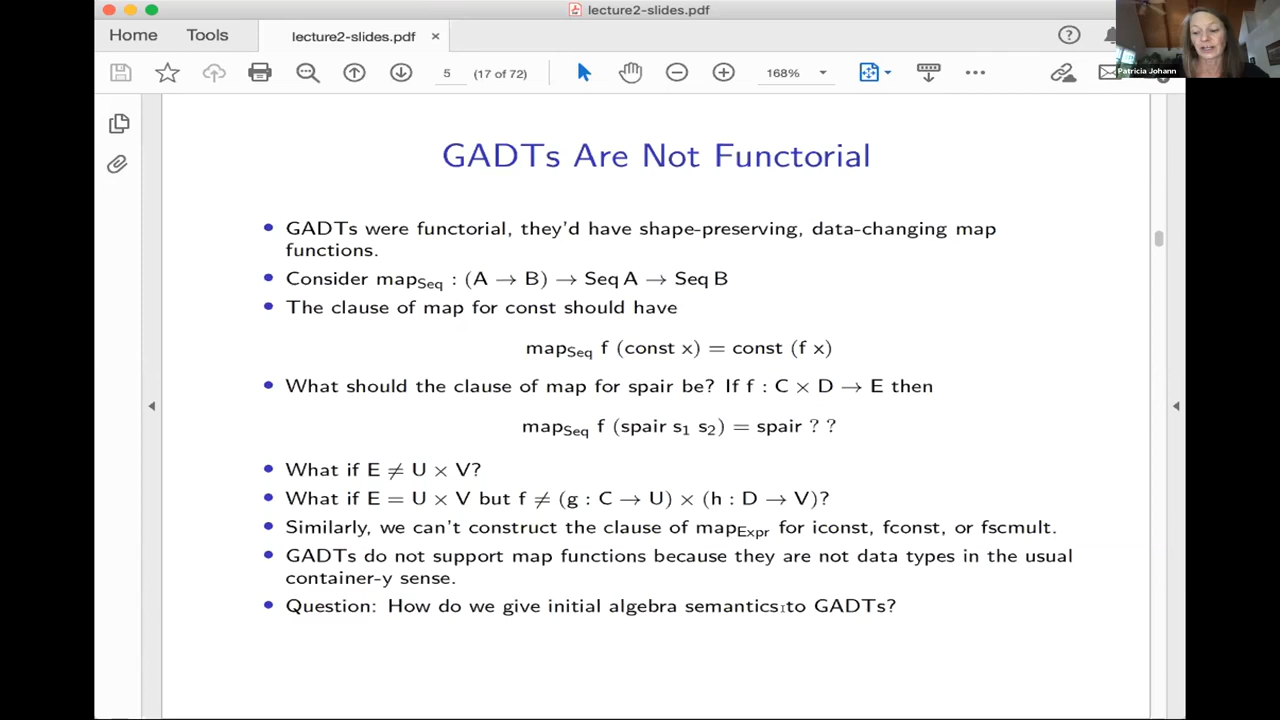 lecture2-slides.pdf
Home Tools lecture2-slides.pdf ×
5 (17 of 72) 168%
Patricia Johann
GADTs Are Not Functorial
• GADTs were functorial, they'd have shape-preserving, data-changing map
functions.
• Consider mapSeq : (A → B) → Seq A → Seq B
• The clause of map for const should have
mapSeq f (const x) = const (f x)
• What should the clause of map for spair be? If f : C × D → E then
mapSeq f (spair s1 s2) = spair ? ?
• What if E ≠ U × V?
• What if E = U × V but f ≠ (g : C → U) × (h : D → V)?
• Similarly, we can't construct the clause of mapExpr for iconst, fconst, or fscmult.
• GADTs do not support map functions because they are not data types in the usual
container-y sense.
• Question: How do we give initial algebra semantics to GADTs?